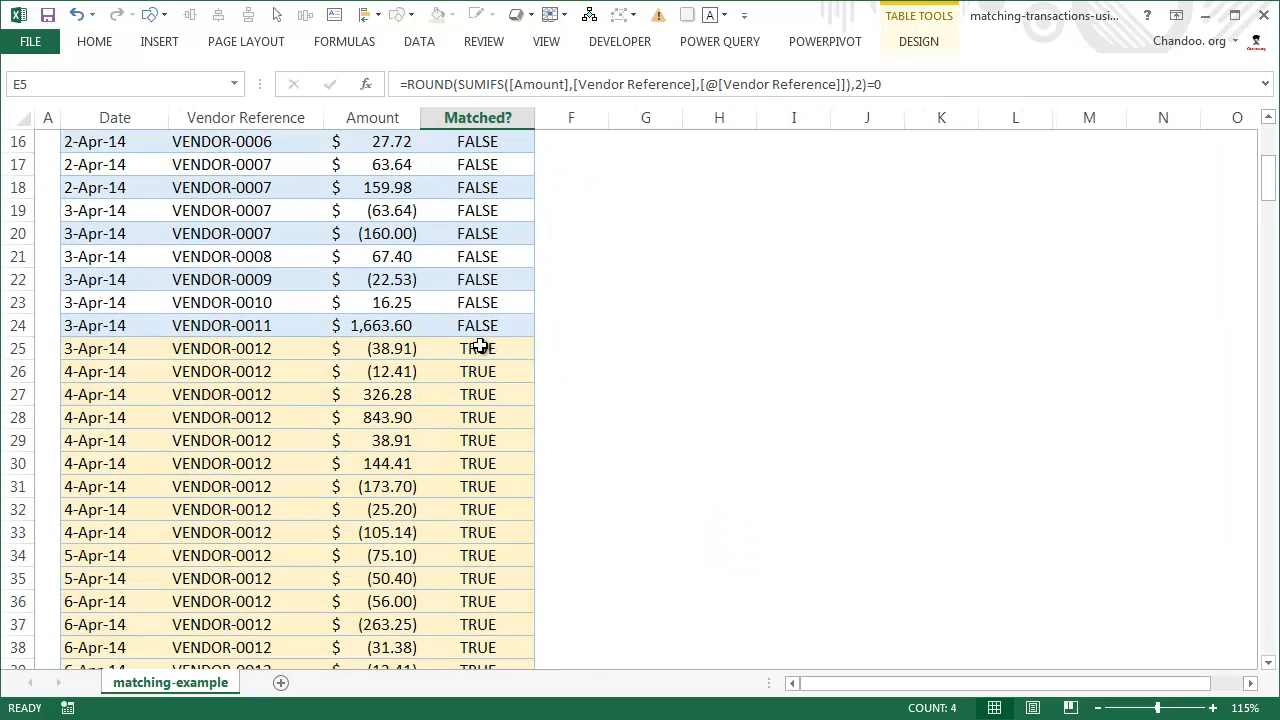 TABLE TOOLS matching-transactions-usi...
FILE HOME INSERT PAGE LAYOUT FORMULAS DATA REVIEW VIEW DEVELOPER POWER QUERY POWERPIVOT DESIGN Chandoo. org
E5 fx =ROUND(SUMIFS([Amount],[Vendor Reference],[@[Vendor Reference]]),2)=0
A Date Vendor Reference Amount Matched? F G H I J K L M N O
16 2-Apr-14 VENDOR-0006 $ 27.72 FALSE
17 2-Apr-14 VENDOR-0007 $ 63.64 FALSE
18 2-Apr-14 VENDOR-0007 $ 159.98 FALSE
19 3-Apr-14 VENDOR-0007 $ (63.64) FALSE
20 3-Apr-14 VENDOR-0007 $ (160.00) FALSE
21 3-Apr-14 VENDOR-0008 $ 67.40 FALSE
22 3-Apr-14 VENDOR-0009 $ (22.53) FALSE
23 3-Apr-14 VENDOR-0010 $ 16.25 FALSE
24 3-Apr-14 VENDOR-0011 $ 1,663.60 FALSE
25 3-Apr-14 VENDOR-0012 $ (38.91) TRUE
26 4-Apr-14 VENDOR-0012 $ (12.41) TRUE
27 4-Apr-14 VENDOR-0012 $ 326.28 TRUE
28 4-Apr-14 VENDOR-0012 $ 843.90 TRUE
29 4-Apr-14 VENDOR-0012 $ 38.91 TRUE
30 4-Apr-14 VENDOR-0012 $ 144.41 TRUE
31 4-Apr-14 VENDOR-0012 $ (173.70) TRUE
32 4-Apr-14 VENDOR-0012 $ (25.20) TRUE
33 4-Apr-14 VENDOR-0012 $ (105.14) TRUE
34 5-Apr-14 VENDOR-0012 $ (75.10) TRUE
35 5-Apr-14 VENDOR-0012 $ (50.40) TRUE
36 6-Apr-14 VENDOR-0012 $ (56.00) TRUE
37 6-Apr-14 VENDOR-0012 $ (263.25) TRUE
38 6-Apr-14 VENDOR-0012 $ (31.38) TRUE
matching-example
READY COUNT: 4 115%